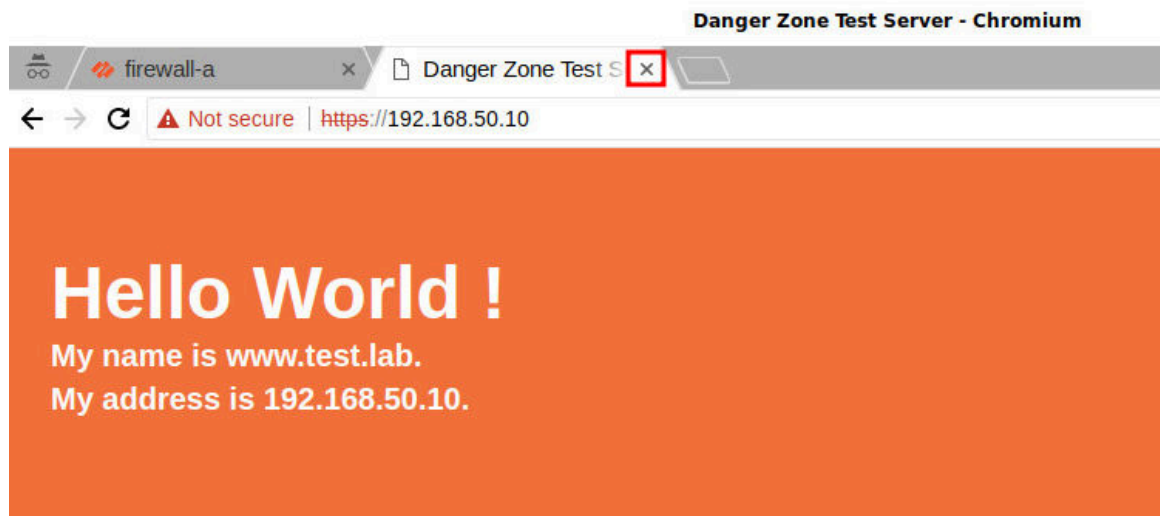 Danger Zone Test Server - Chromium
firewall-a × Danger Zone Test S ×
Not secure | https://192.168.50.10
Hello World !
My name is www.test.lab.
My address is 192.168.50.10.